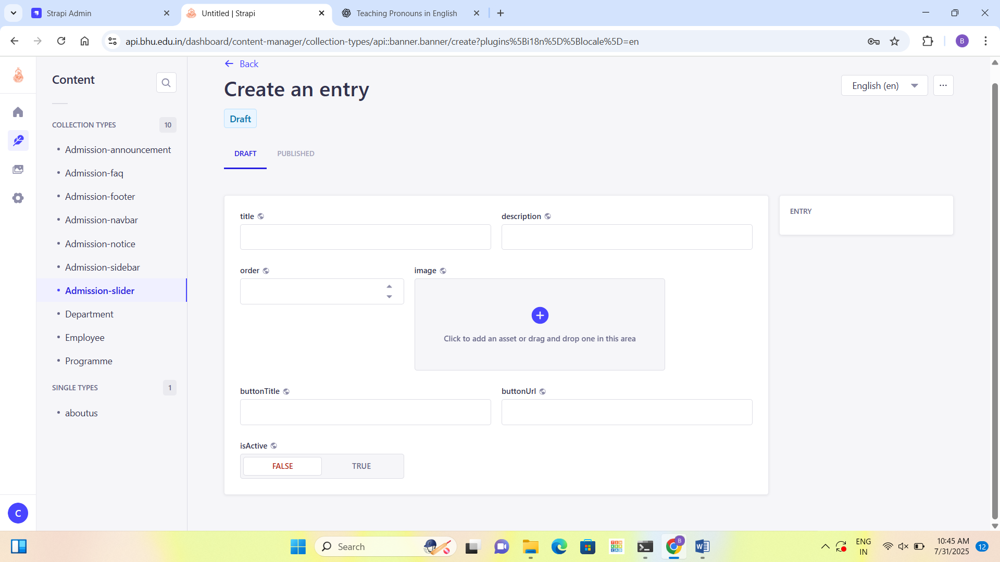 Strapi Admin
Untitled | Strapi
Teaching Pronouns in English
api.bhu.edu.in/dashboard/content-manager/collection-types/api::banner.banner/create?plugins%5Bi18n%5D%5Blocale%5D=en
B
Content
COLLECTION TYPES
10
Admission-announcement
Admission-faq
Admission-footer
Admission-navbar
Admission-notice
Admission-sidebar
Admission-slider
Department
Employee
Programme
SINGLE TYPES
1
aboutus
C
Back
Create an entry
English (en)
Draft
DRAFT
PUBLISHED
title
description
order
image
Click to add an asset or drag and drop one in this area
buttonTitle
buttonUrl
isActive
FALSE
TRUE
ENTRY
Search
TINKERCAD
B
ENG
IN
10:45 AM
7/31/2025
12